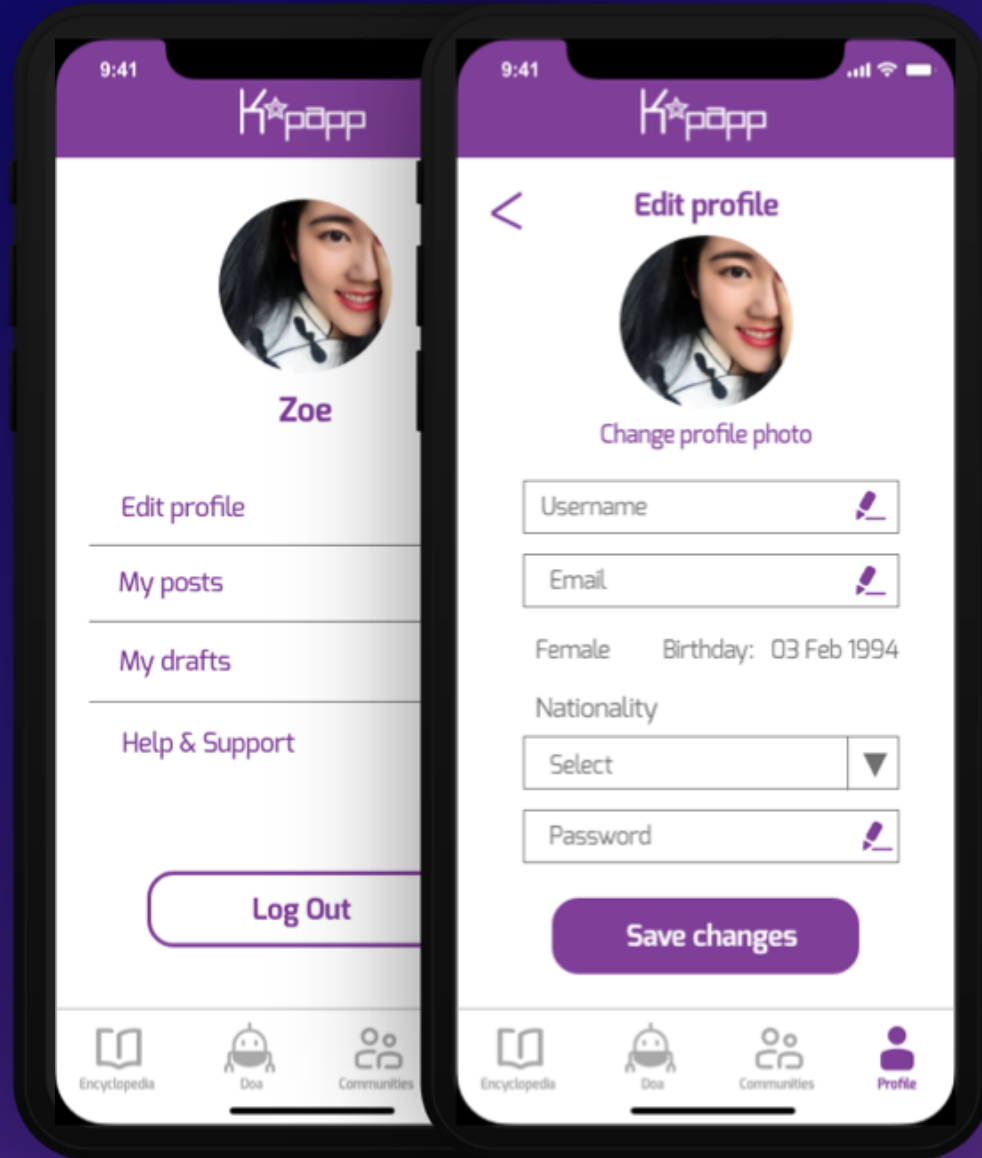 9:41
K☆papp
Zoe
Edit profile
My posts
My drafts
Help & Support
Log Out
Encyclopedia
Doa
Communities
9:41
K☆papp
<
Edit profile
Change profile photo
Username
Email
Female Birthday: 03 Feb 1994
Nationality
Select
Password
Save changes
Encyclopedia
Doa
Communities
Profile